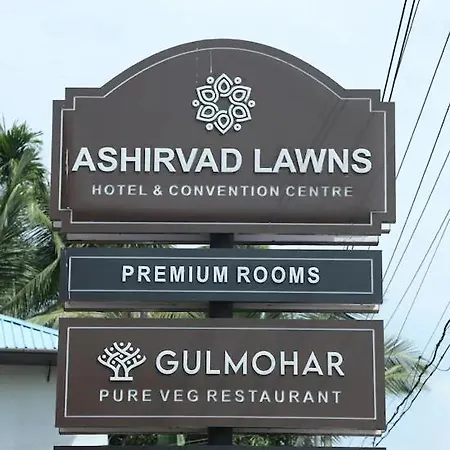 ASHIRVAD LAWNS
HOTEL & CONVENTION CENTRE
PREMIUM ROOMS
GULMOHAR
PURE VEG RESTAURANT